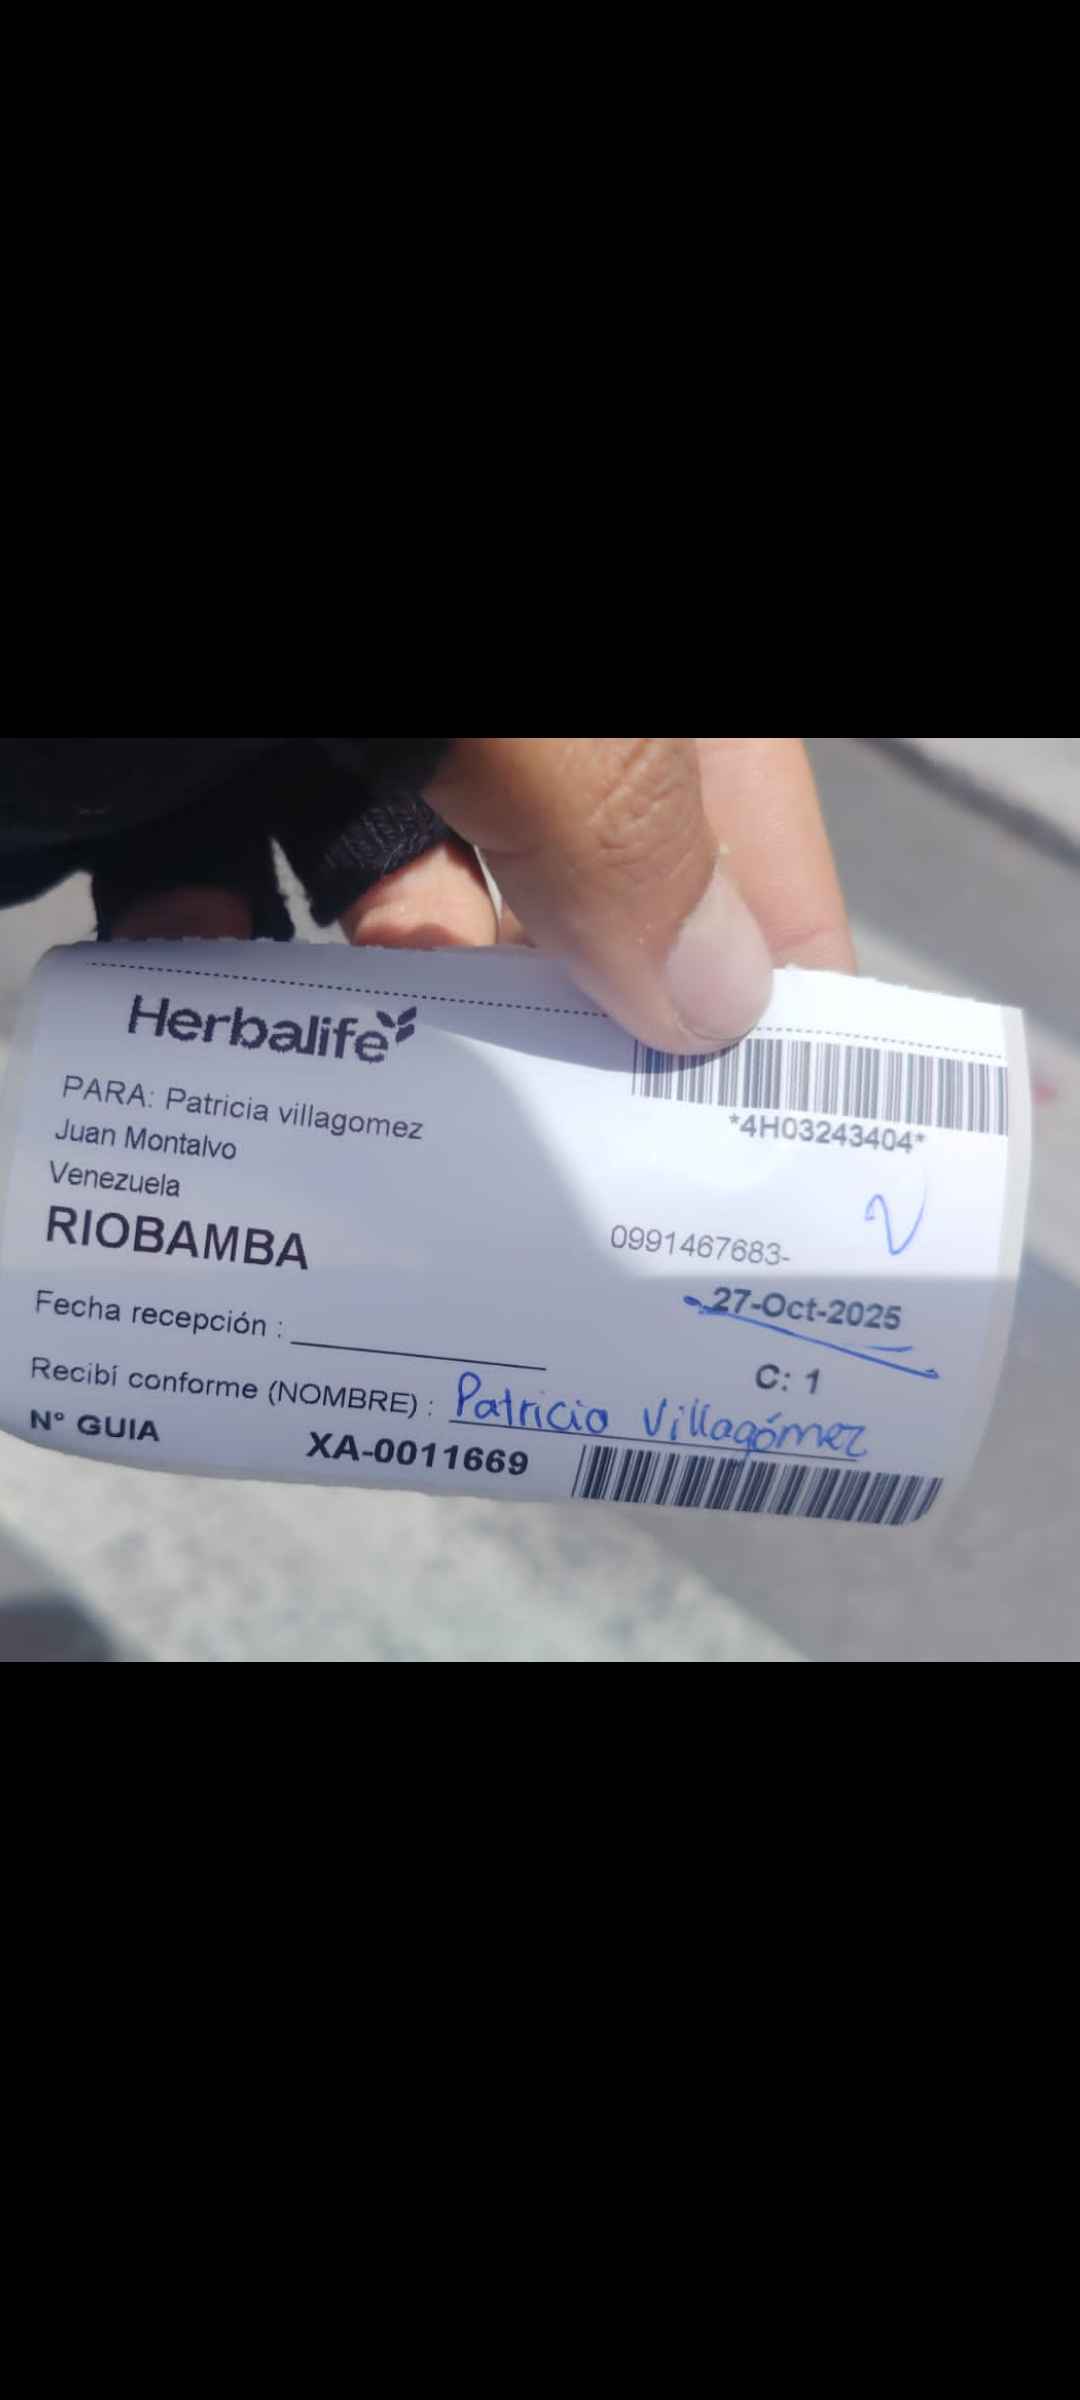 Herbalife
*4H03243404*
PARA: Patricia villagomez
Juan Montalvo
Venezuela
2
RIOBAMBA
0991467683-
27-Oct-2025
Fecha recepción :
C: 1
Recibí conforme (NOMBRE) : Patricio Villagómez
N° GUIA XA-0011669